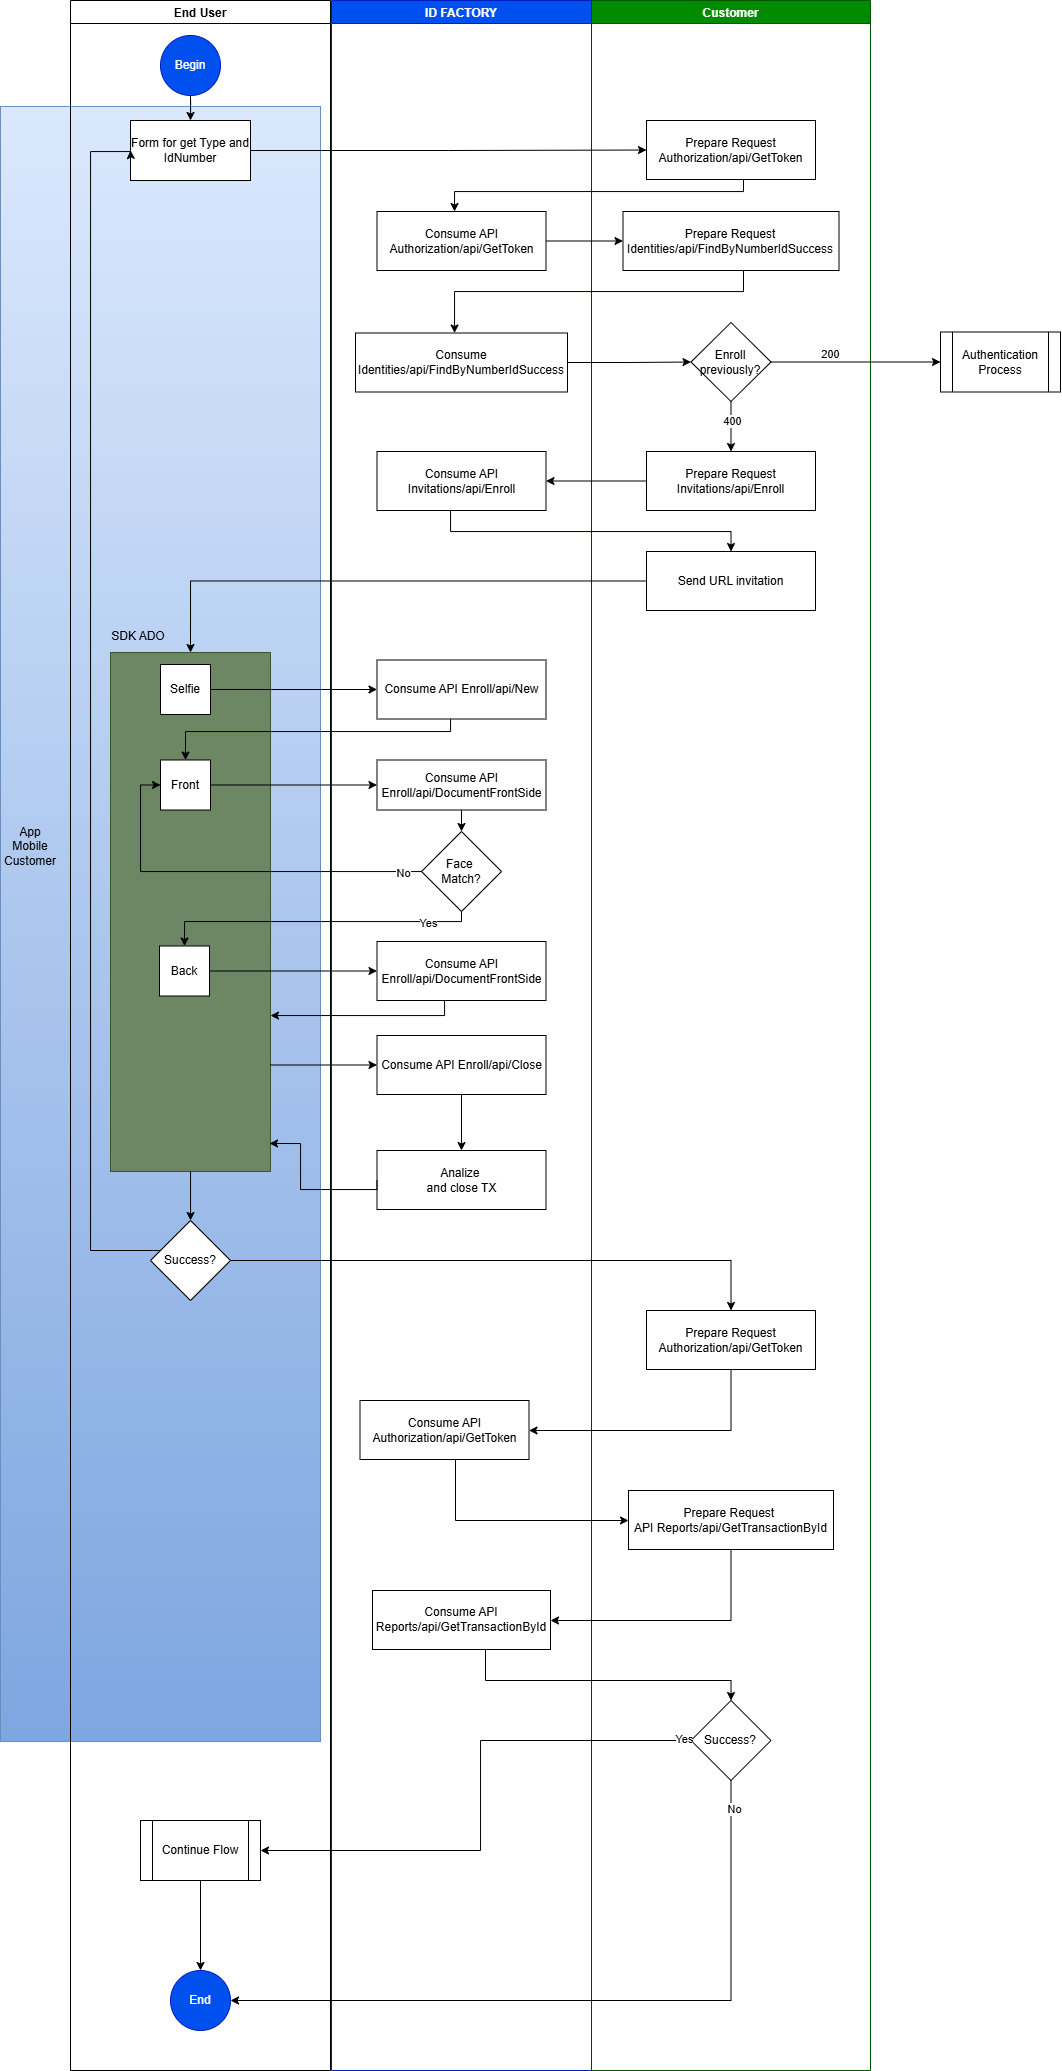 End User
ID FACTORY
Customer
Begin
Form for get Type and
IdNumber
Prepare Request
Authorization/api/GetToken
Consume API
Authorization/api/GetToken
Prepare Request
Identities/api/FindByNumberIdSuccess
Consume
Identities/api/FindByNumberIdSuccess
Enroll
previously?
200
Authentication
Process
400
Consume API
Invitations/api/Enroll
Prepare Request
Invitations/api/Enroll
Send URL invitation
SDK ADO
Selfie
Consume API Enroll/api/New
Front
Consume API
Enroll/api/DocumentFrontSide
App
Mobile
Customer
Face
Match?
No
Yes
Back
Consume API
Enroll/api/DocumentFrontSide
Consume API Enroll/api/Close
Analize
and close TX
Success?
Prepare Request
Authorization/api/GetToken
Consume API
Authorization/api/GetToken
Prepare Request
API Reports/api/GetTransactionById
Consume API
Reports/api/GetTransactionById
Yes
Success?
No
Continue Flow
End